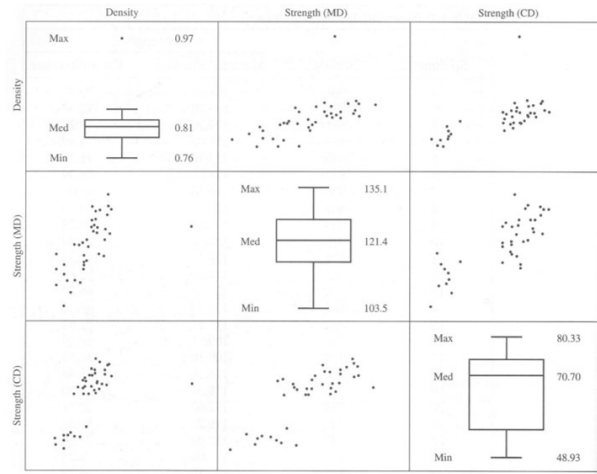 Density
Strength (MD)
Strength (CD)
Density
Max
0.97
Med
0.81
Min
0.76
Strength (MD)
Max
135.1
Med
121.4
Min
103.5
Strength (CD)
Max
80.33
Med
70.70
Min
48.93